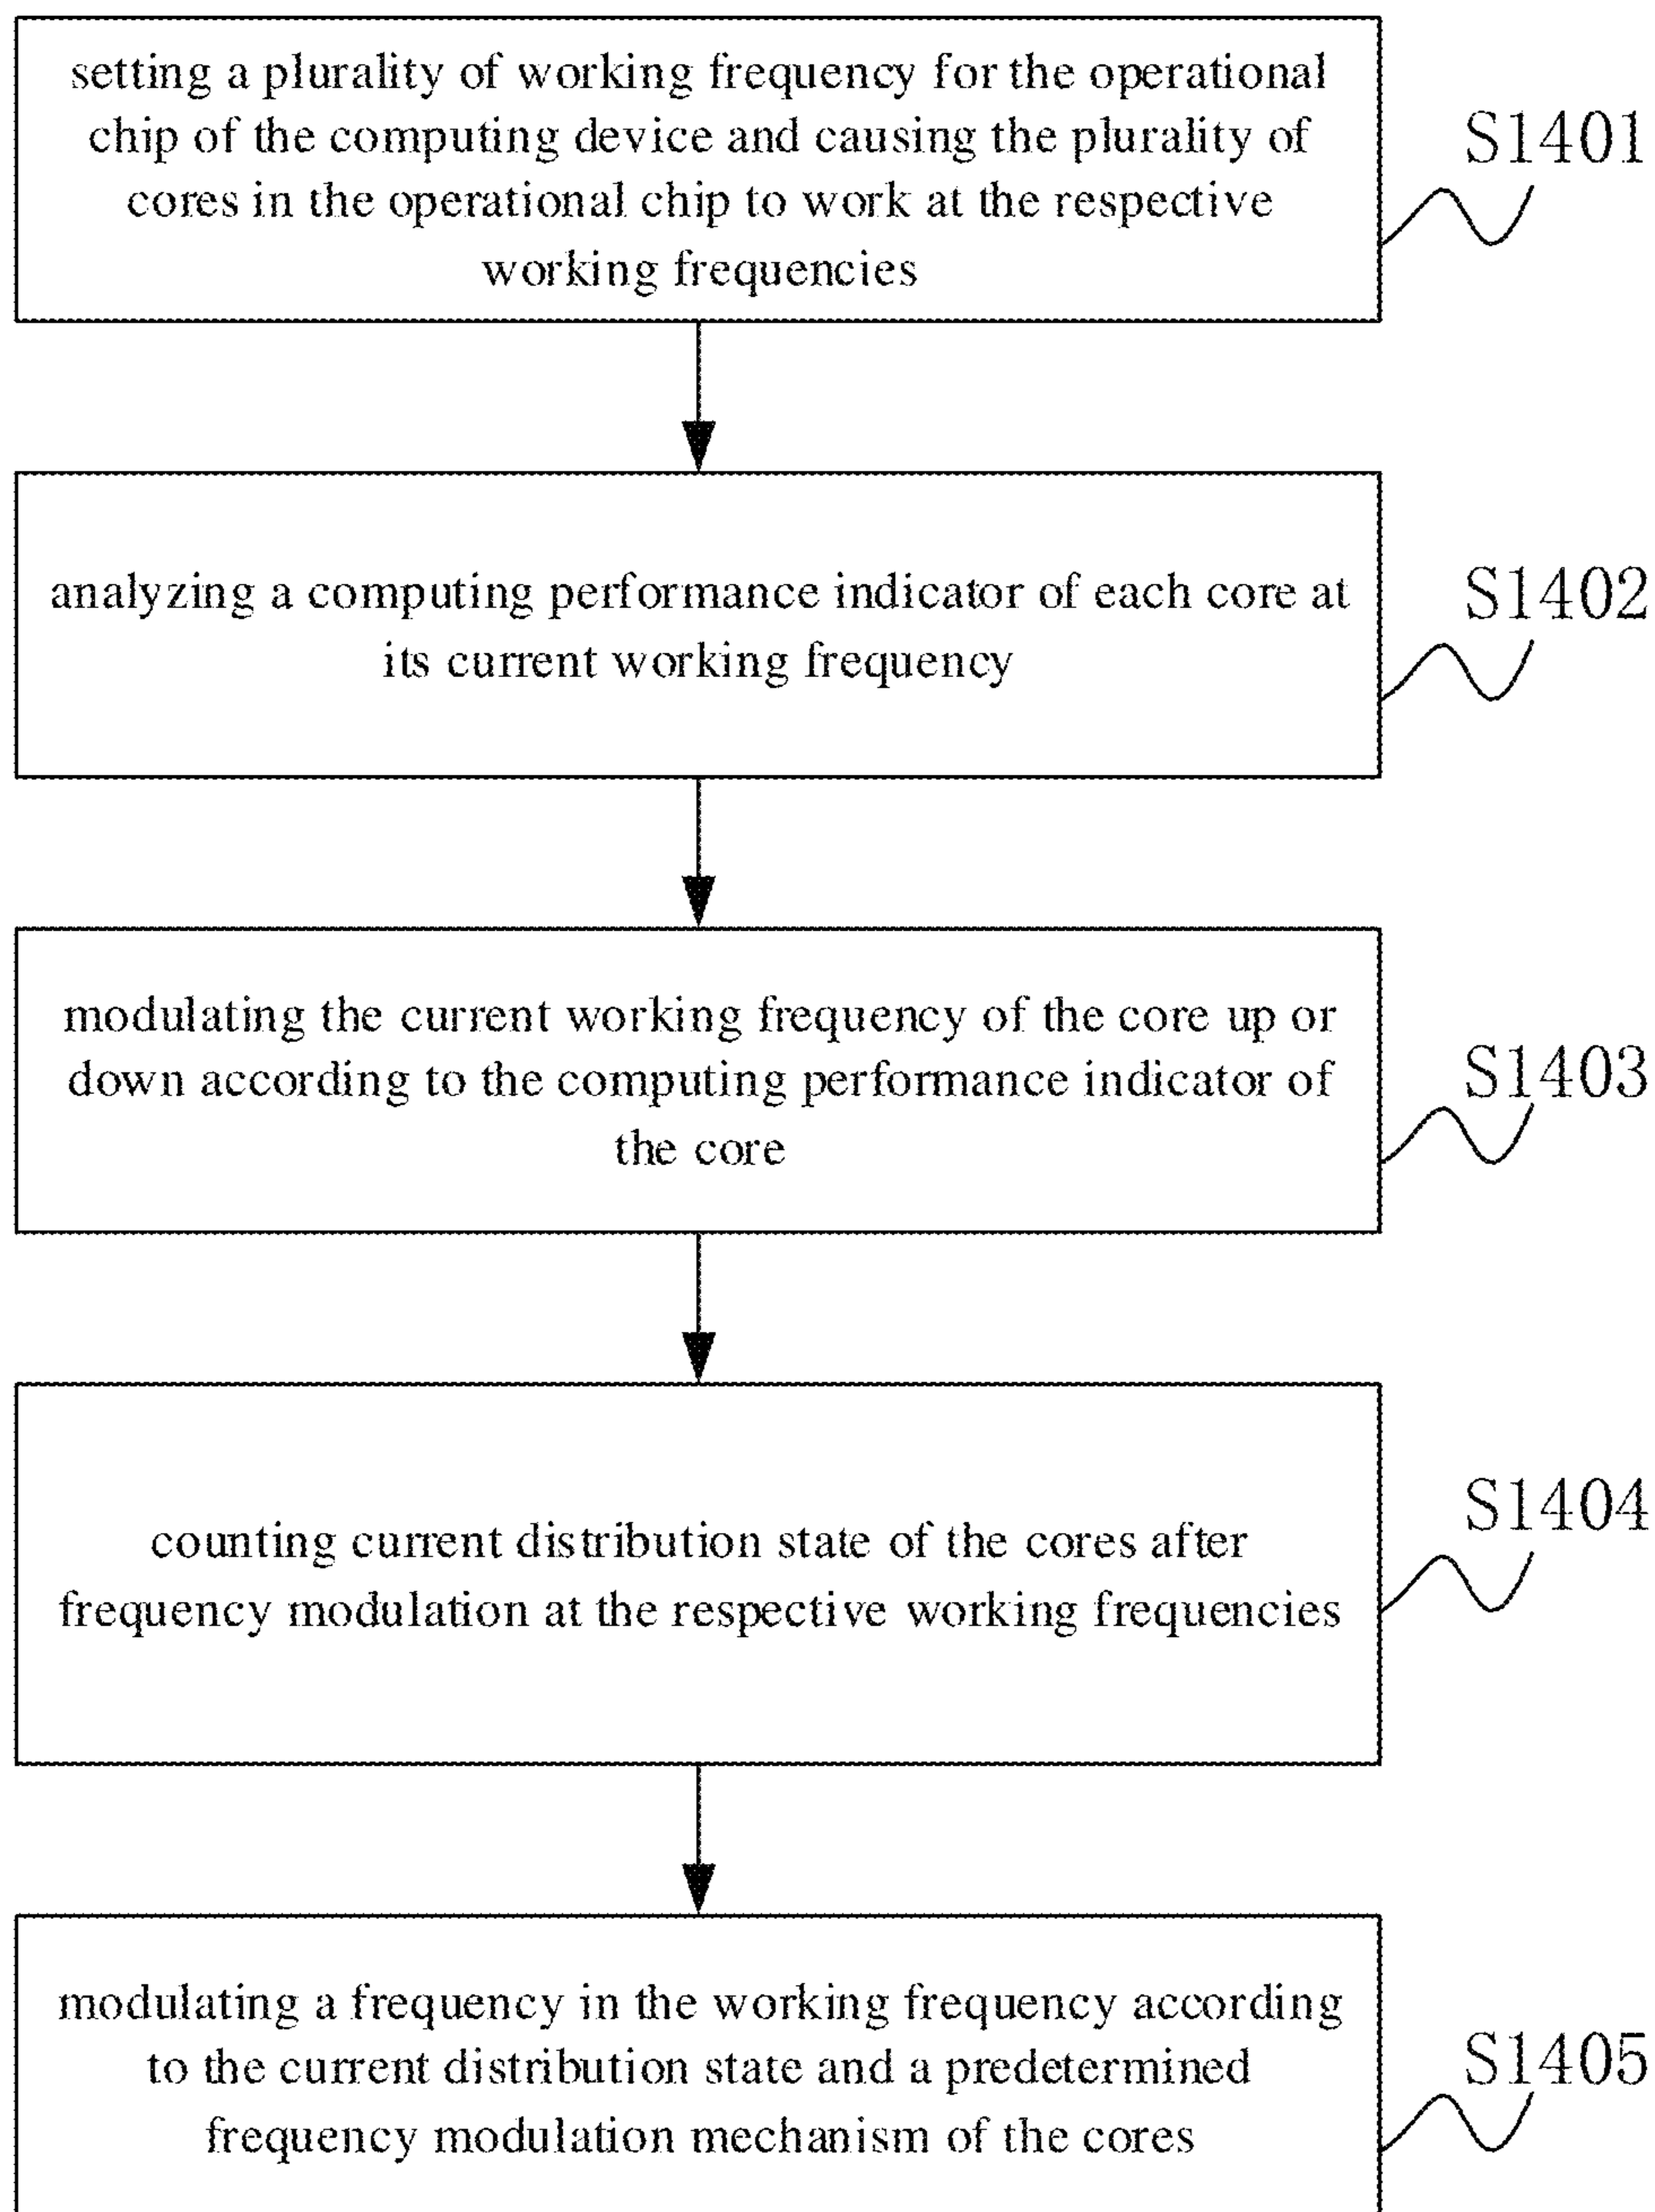 setting a plurality of working frequency for the operational
chip of the computing device and causing the plurality of
cores in the operational chip to work at the respective
working frequencies
S1401
analyzing a computing performance indicator of each core at
its current working frequency
S1402
modulating the current working frequency of the core up or
down according to the computing performance indicator of
the core
S1403
counting current distribution state of the cores after
frequency modulation at the respective working frequencies
S1404
modulating a frequency in the working frequency according
to the current distribution state and a predetermined
frequency modulation mechanism of the cores
S1405